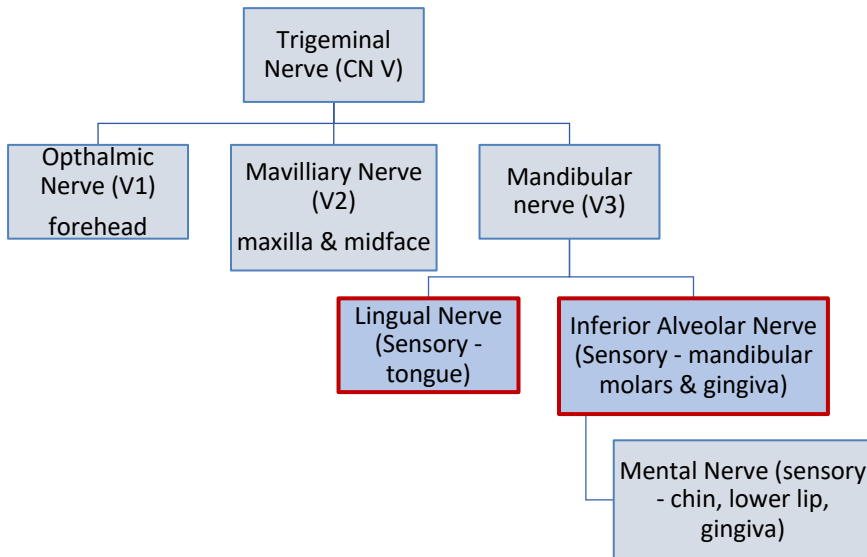 Trigeminal
Nerve (CN V)
Opthalmic
Nerve (V1)
forehead
Mavilliary Nerve
(V2)
maxilla & midface
Mandibular
nerve (V3)
Lingual Nerve
(Sensory -
tongue)
Inferior Alveolar Nerve
(Sensory - mandibular
molars & gingiva)
Mental Nerve (sensory
- chin, lower lip,
gingiva)